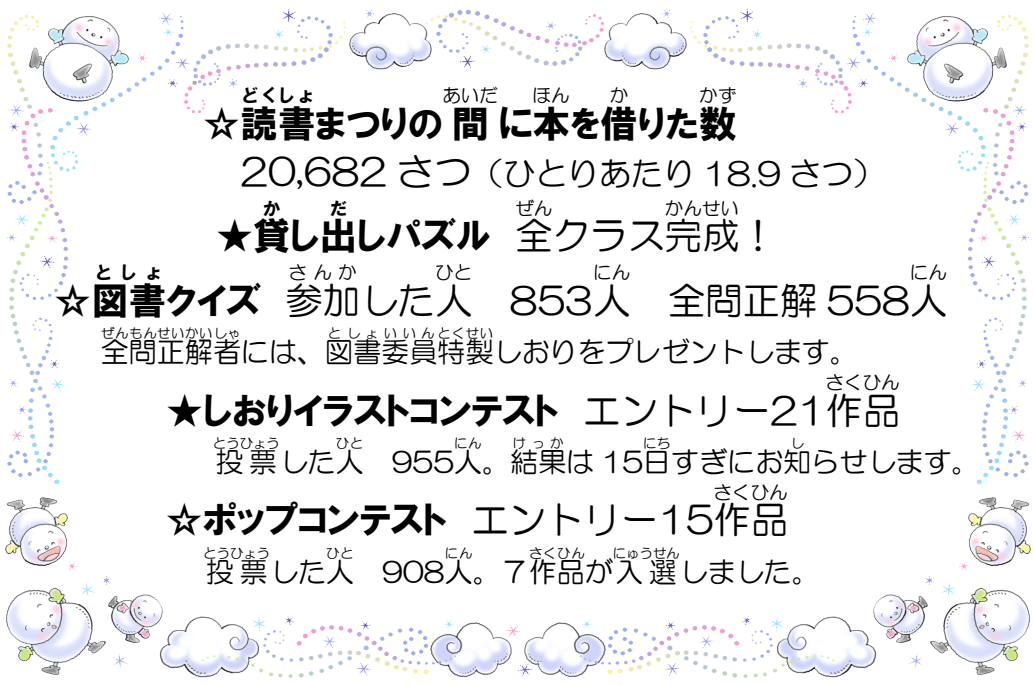 ☆読書まつりの間に本を借りた数
20,682さつ（ひとりあたり18.9さつ）
★貸し出しパズル　全クラス完成！
☆図書クイズ　参加した人　853人　全問正解558人
全問正解者には、図書委員特製しおりをプレゼントします。
★しおりイラストコンテスト　エントリー21作品
投票した人　955人。結果は15日すぎにお知らせします。
☆ポップコンテスト　エントリー15作品
投票した人　908人。７作品が入選しました。